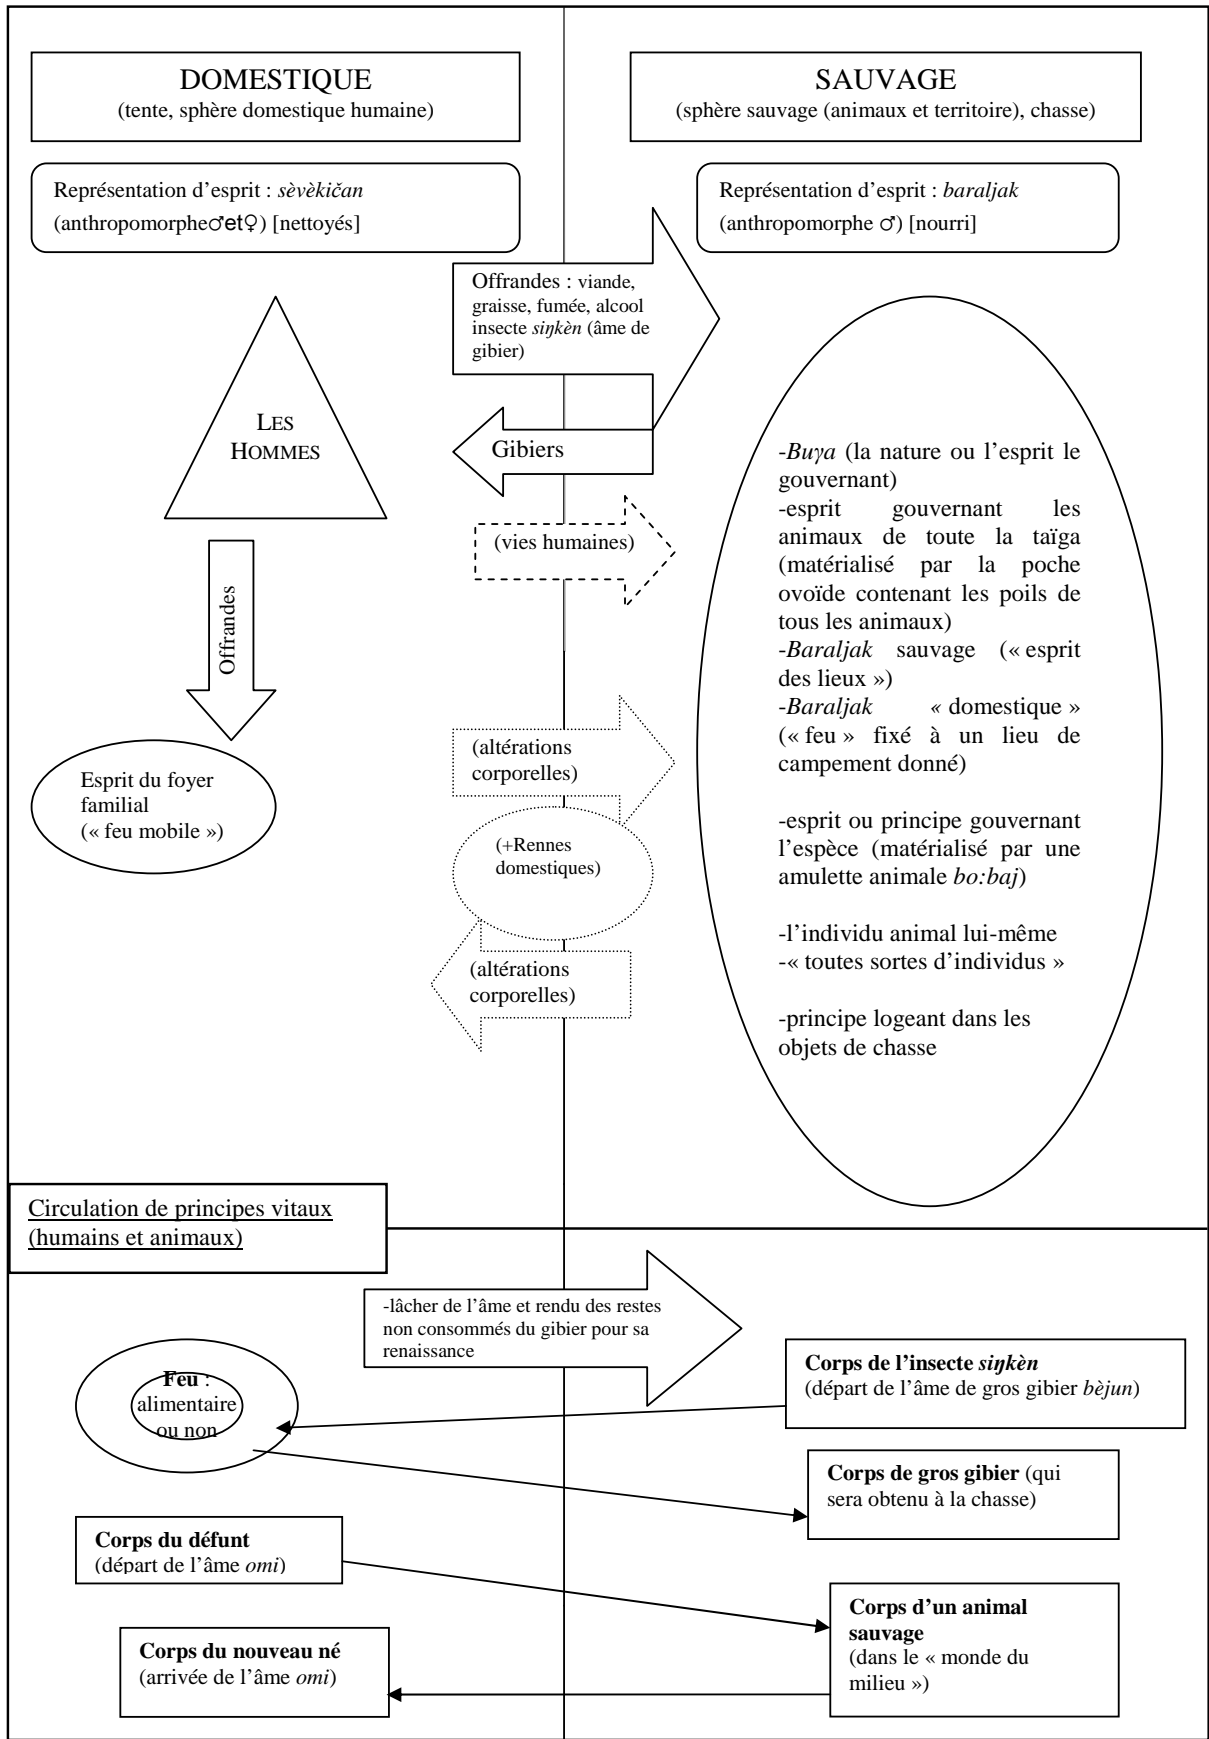 DOMESTIQUE
(tente, sphère domestique humaine)
SAUVAGE
(sphère sauvage (animaux et territoire), chasse)
Représentation d'esprit : sèvèkičan
(anthropomorphe♂et♀) [nettoyés]
Représentation d'esprit : baraljak
(anthropomorphe ♂) [nourri]
Offrandes : viande,
graisse, fumée, alcool
insecte siŋkèn (âme de
gibier)
LES
HOMMES
Gibiers
(vies humaines)
Offrandes
Esprit du foyer
familial
(« feu mobile »)
(altérations
corporelles)
(+Rennes
domestiques)
(altérations
corporelles)
-Buγa (la nature ou l'esprit le
gouvernant)
-esprit gouvernant les
animaux de toute la taïga
(matérialisé par la poche
ovoïde contenant les poils de
tous les animaux)
-Baraljak sauvage (« esprit
des lieux »)
-Baraljak « domestique »
(« feu » fixé à un lieu de
campement donné)
-esprit ou principe gouvernant
l'espèce (matérialisé par une
amulette animale bo:baj)
-l'individu animal lui-même
-« toutes sortes d'individus »
-principe logeant dans les
objets de chasse
Circulation de principes vitaux
(humains et animaux)
-lâcher de l'âme et rendu des restes
non consommés du gibier pour sa
renaissance
Feu :
alimentaire
ou non
Corps de l'insecte siŋkèn
(départ de l'âme de gros gibier bèjun)
Corps de gros gibier (qui
sera obtenu à la chasse)
Corps du défunt
(départ de l'âme omi)
Corps d'un animal
sauvage
(dans le « monde du
milieu »)
Corps du nouveau né
(arrivée de l'âme omi)